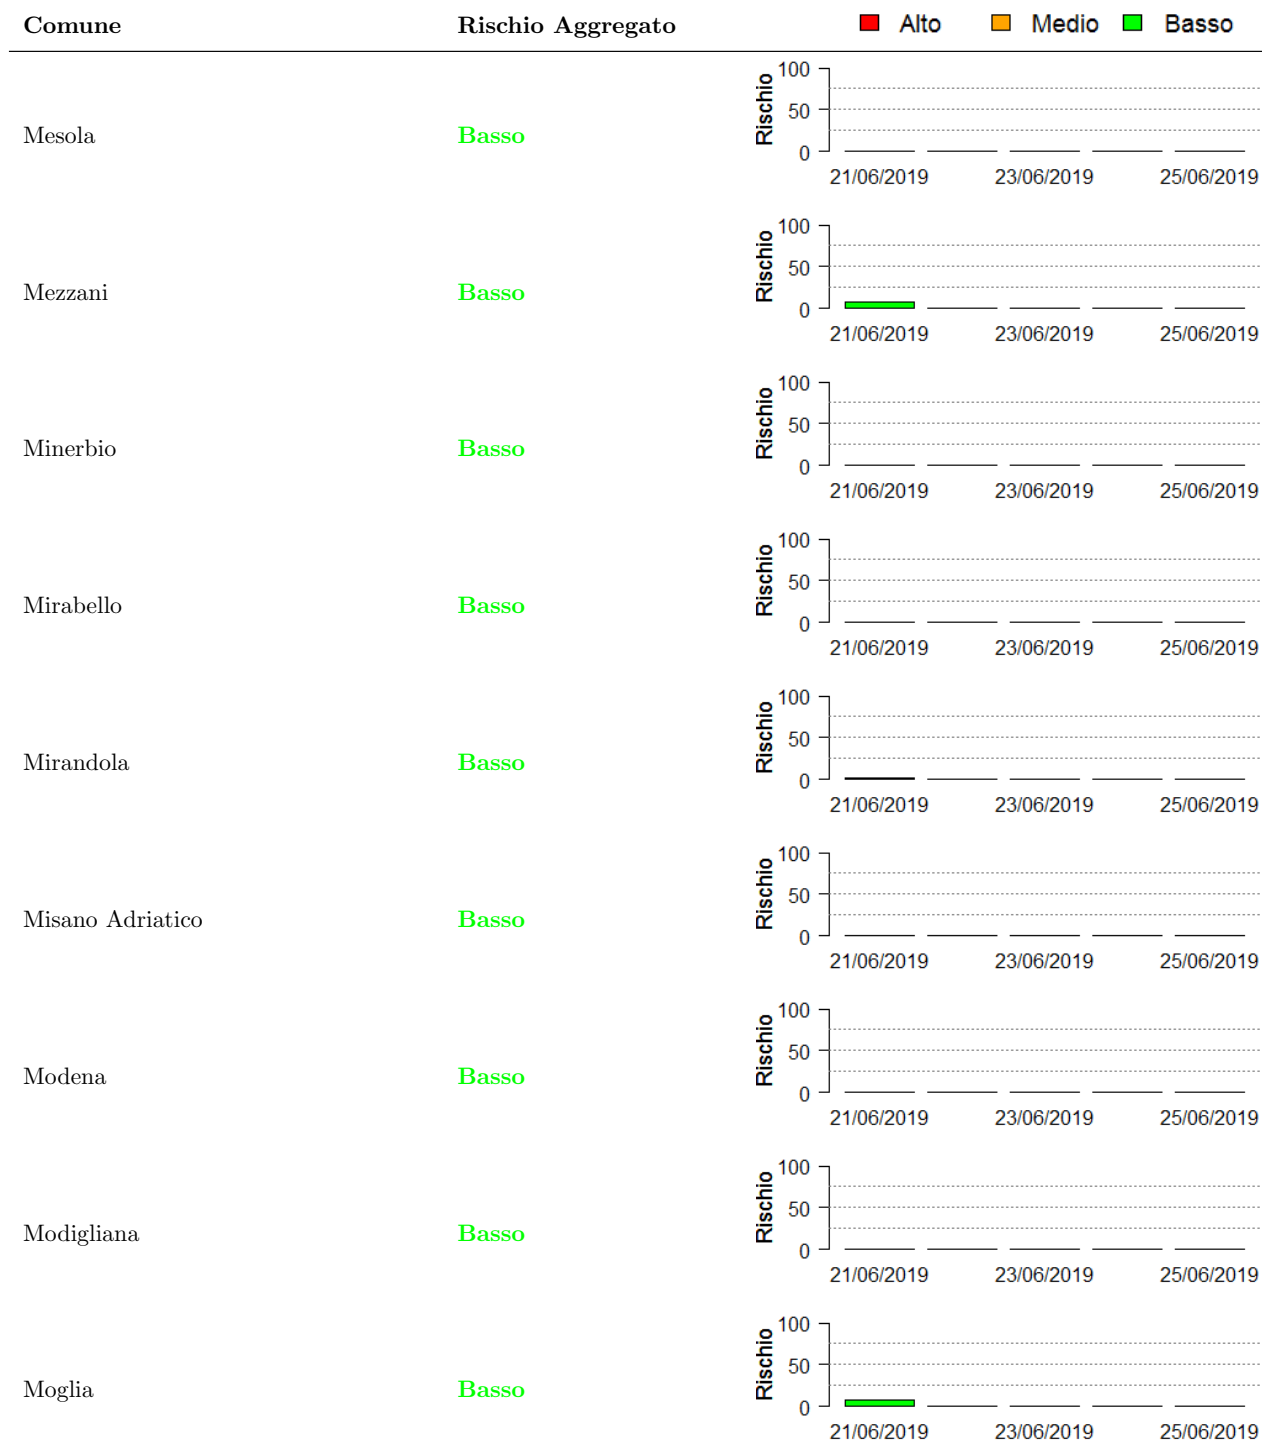 Comune Rischio Aggregato Alto Medio Basso
100
50
0
Rischio
Mesola Basso
21/06/2019 23/06/2019 25/06/2019
100
50
0
Rischio
Mezzani Basso
21/06/2019 23/06/2019 25/06/2019
100
50
0
Rischio
Minerbio Basso
21/06/2019 23/06/2019 25/06/2019
100
50
0
Rischio
Mirabello Basso
21/06/2019 23/06/2019 25/06/2019
100
50
0
Rischio
Mirandola Basso
21/06/2019 23/06/2019 25/06/2019
100
50
0
Rischio
Misano Adriatico Basso
21/06/2019 23/06/2019 25/06/2019
100
50
0
Rischio
Modena Basso
21/06/2019 23/06/2019 25/06/2019
100
50
0
Rischio
Modigliana Basso
21/06/2019 23/06/2019 25/06/2019
100
50
0
Rischio
Moglia Basso
21/06/2019 23/06/2019 25/06/2019